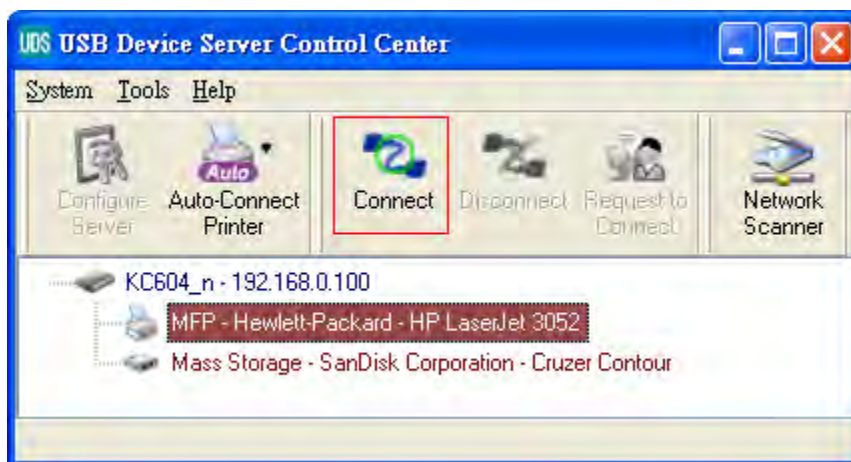 UDS USB Device Server Control Center
System Tools Help
Auto
Configure Server
Auto-Connect Printer
Connect
Disconnect
Request to Connect
Network Scanner
KC604_n - 192.168.0.100
MFP - Hewlett-Packard - HP LaserJet 3052
Mass Storage - SanDisk Corporation - Cruzer Contour